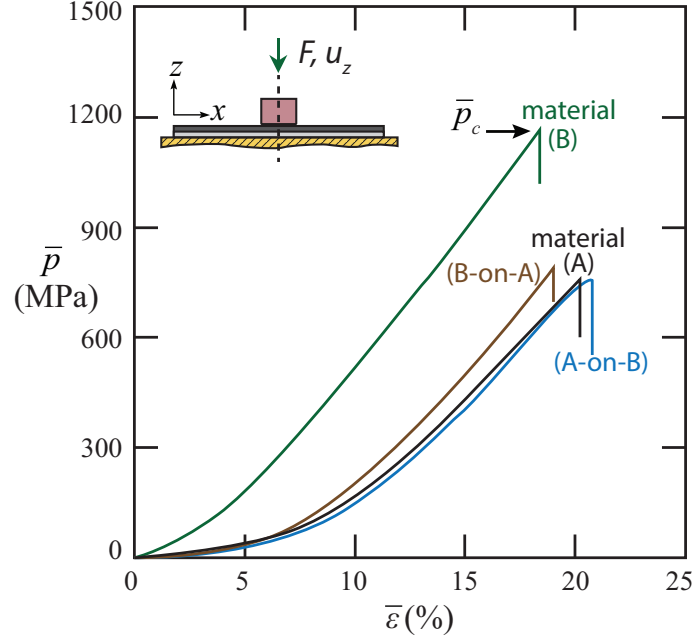 1500
1200
900
600
300
0
p̅
(MPa)
z
x
F, u_z
p̅_c
material
(B)
material
(A)
(B-on-A)
(A-on-B)
0
5
10
15
20
25
ε̅(%)